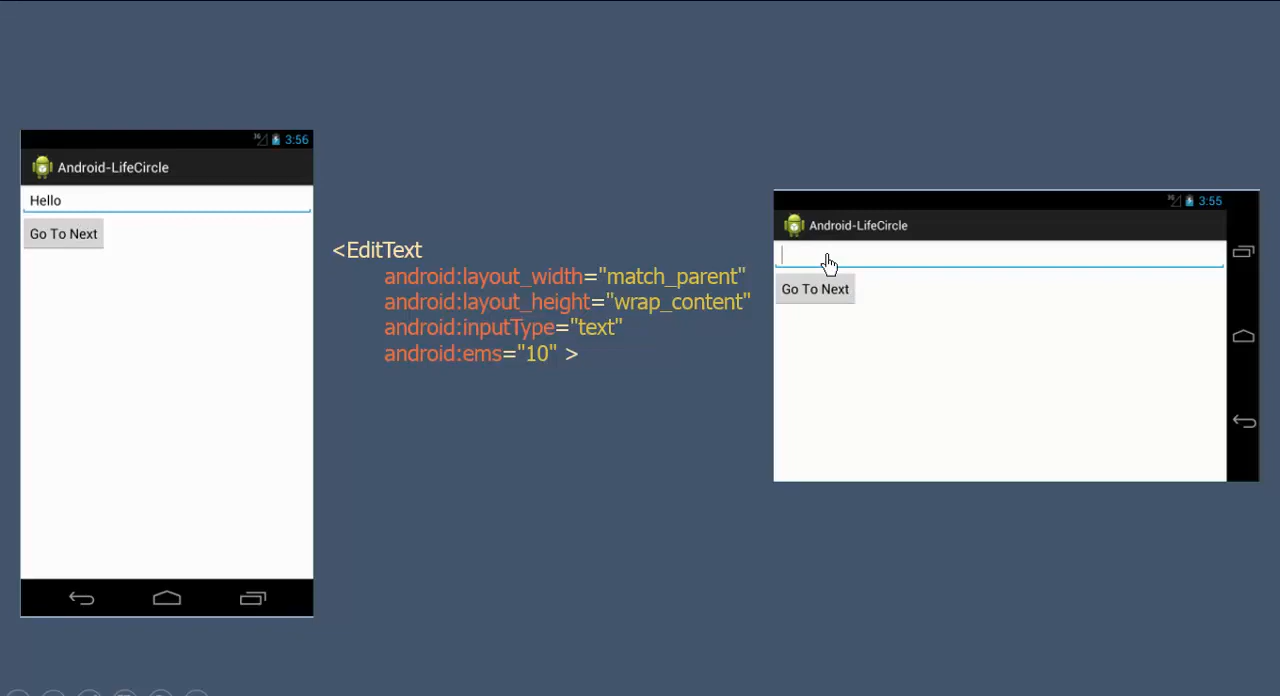 3:56
Android-LifeCircle
Hello
Go To Next
<EditText
android:layout_width="match_parent"
android:layout_height="wrap_content"
android:inputType="text"
android:ems="10" >
3:55
Android-LifeCircle
Go To Next